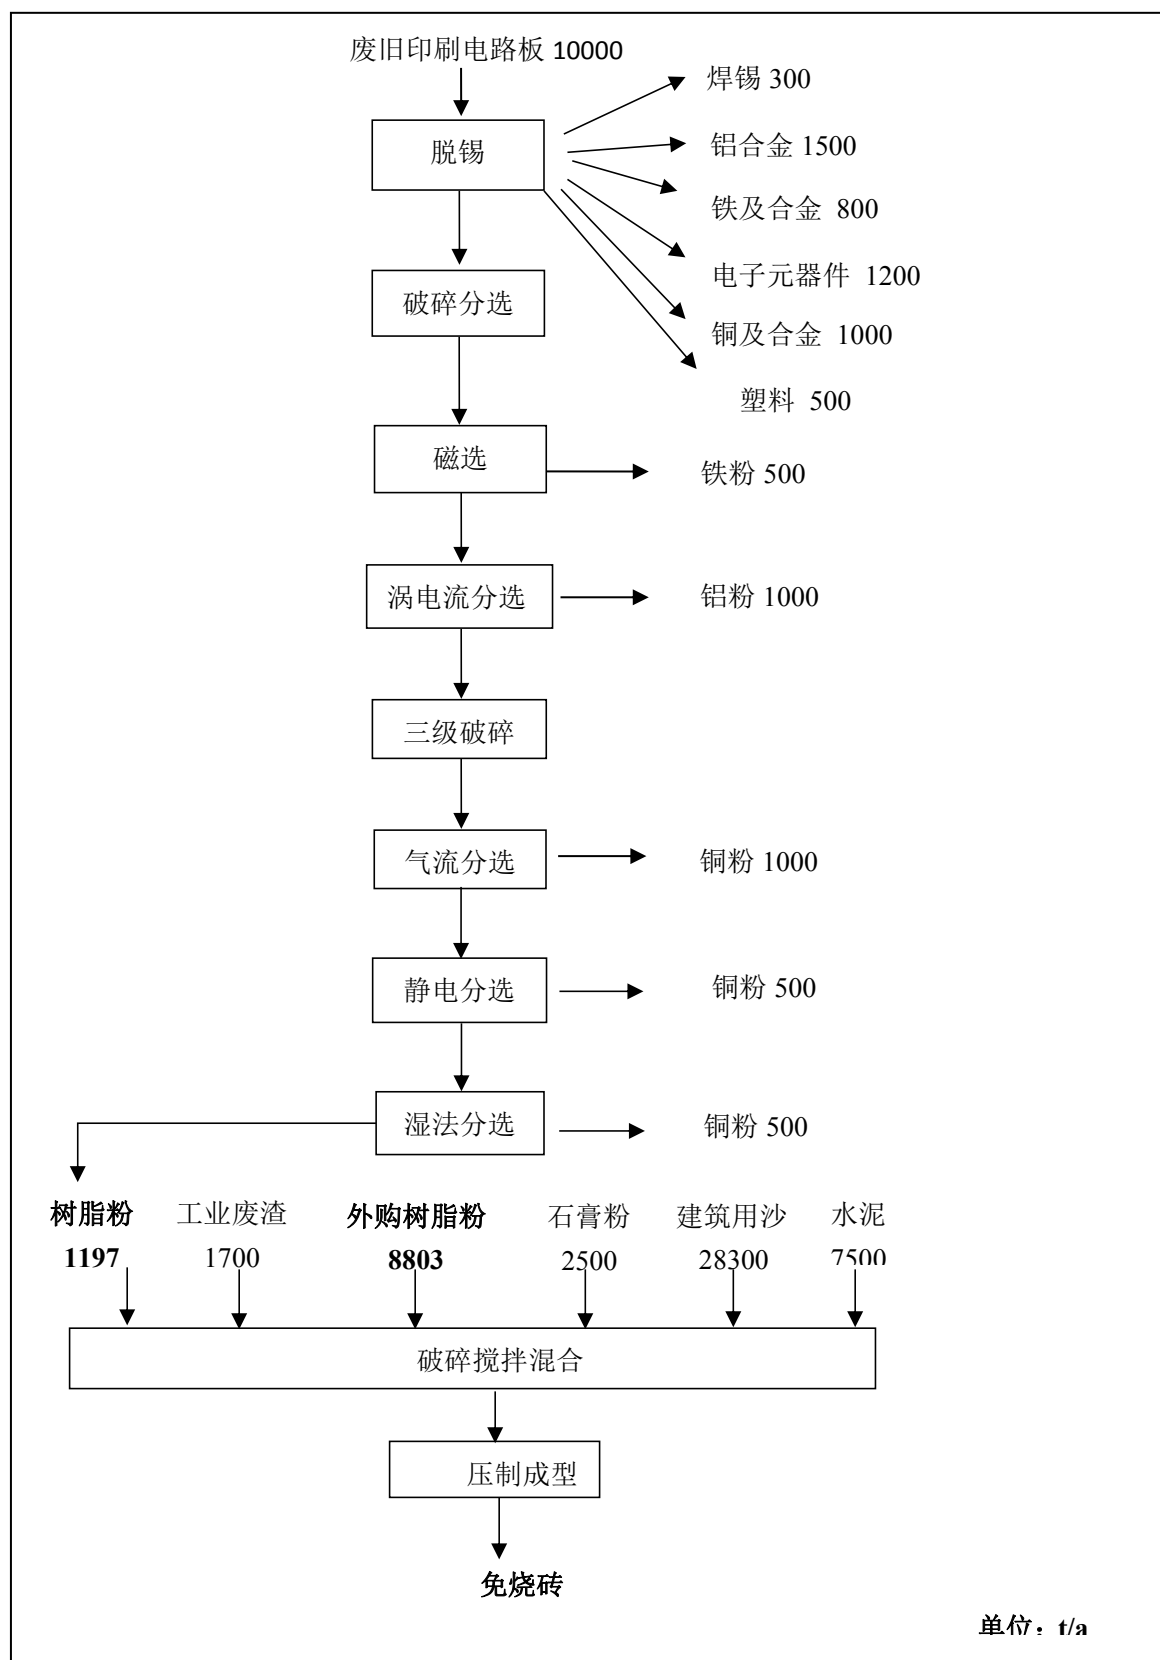 废旧印刷电路板 10000
焊锡 300
脱锡
铝合金 1500
铁及合金 800
电子元器件 1200
破碎分选
铜及合金 1000
塑料 500
磁选
铁粉 500
涡电流分选
铝粉 1000
三级破碎
气流分选
铜粉 1000
静电分选
铜粉 500
湿法分选
铜粉 500
树脂粉 工业废渣 外购树脂粉 石膏粉 建筑用沙 水泥
1197 1700 8803 2500 28300 7500
破碎搅拌混合
压制成型
免烧砖
单位：t/a